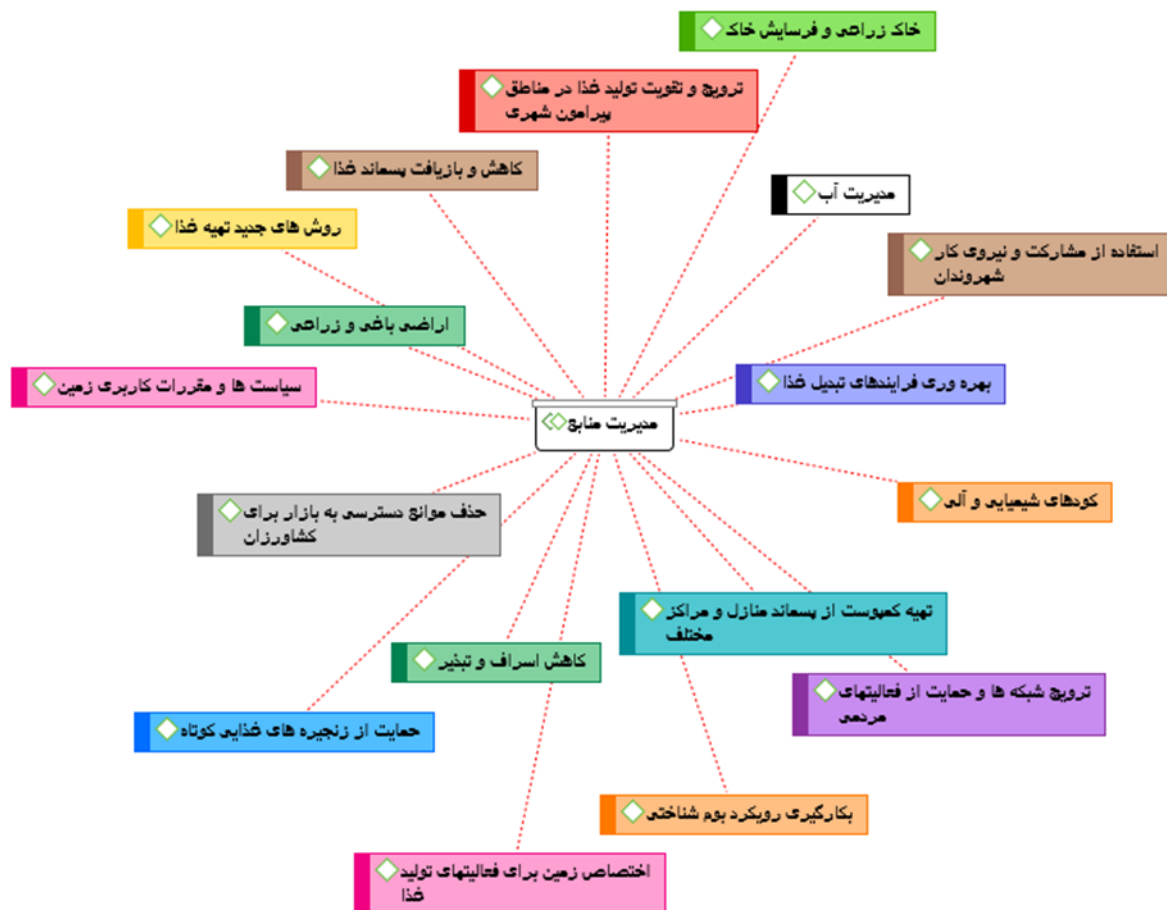 خاک زراعی و فرسایش خاک
ترویج و تقویت تولید غذا در مناطق
پیرامون شهری
کاهش و بازیافت پسماند غذا
مدیریت آب
روش های جدید تهیه غذا
استفاده از مشارکت و نیروی کار
شهروندان
اراضی باغی و زراعی
سیاست ها و مقررات کاربری زمین
بهره وری فرایندهای تبدیل غذا
مدیریت منابع
کودهای شیمیایی و آلی
حذف موانع دسترسی به بازار برای
کشاورزان
تهیه کمپوست از پسماند منازل و مراکز
مختلف
کاهش اسراف و تبذیر
ترویج شبکه ها و حمایت از فعالیتهای
مردمی
حمایت از زنجیره های غذایی کوتاه
بکارگیری رویکرد بوم شناختی
اختصاص زمین برای فعالیتهای تولید
غذا